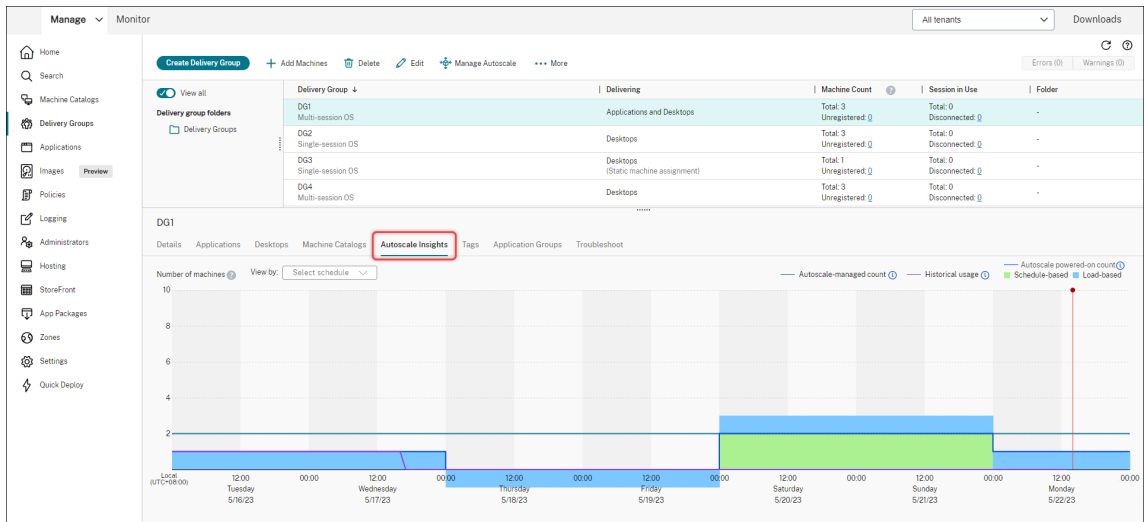 Manage
Monitor
All tenants
Downloads
Home
Search
Machine Catalogs
Delivery Groups
Applications
Images Preview
Policies
Logging
Administrators
Hosting
StoreFront
App Packages
Zones
Settings
Quick Deploy
Create Delivery Group
Add Machines
Delete
Edit
Manage Autoscale
More
Errors (0)
Warnings (0)
View all
Delivery group folders
Delivery Groups
Delivery Group ↓ Delivering Machine Count ? Session in Use Folder
DG1 Applications and Desktops Total: 3 Total: 0 -
Multi-session OS Unregistered: 0 Disconnected: 0
DG2 Desktops Total: 3 Total: 0 -
Single-session OS Unregistered: 0 Disconnected: 0
DG3 Desktops Total: 1 Total: 0 -
Single-session OS (Static machine assignment) Unregistered: 0 Disconnected: 0
DG4 Desktops Total: 3 Total: 0 -
Multi-session OS Unregistered: 0 Disconnected: 0
DG1
Details Applications Desktops Machine Catalogs Autoscale Insights Tags Application Groups Troubleshoot
Number of machines ? View by: Select schedule
Autoscale-managed count
Historical usage
Autoscale powered-on count
Schedule-based Load-based
10
8
6
4
2
Local 12:00 00:00 12:00 00:00 12:00 00:00 12:00 00:00 12:00 00:00 12:00 00:00 12:00 00:00
(UTC+08:00) Tuesday Wednesday Thursday Friday Saturday Sunday Monday
5/16/23 5/17/23 5/18/23 5/19/23 5/20/23 5/21/23 5/22/23